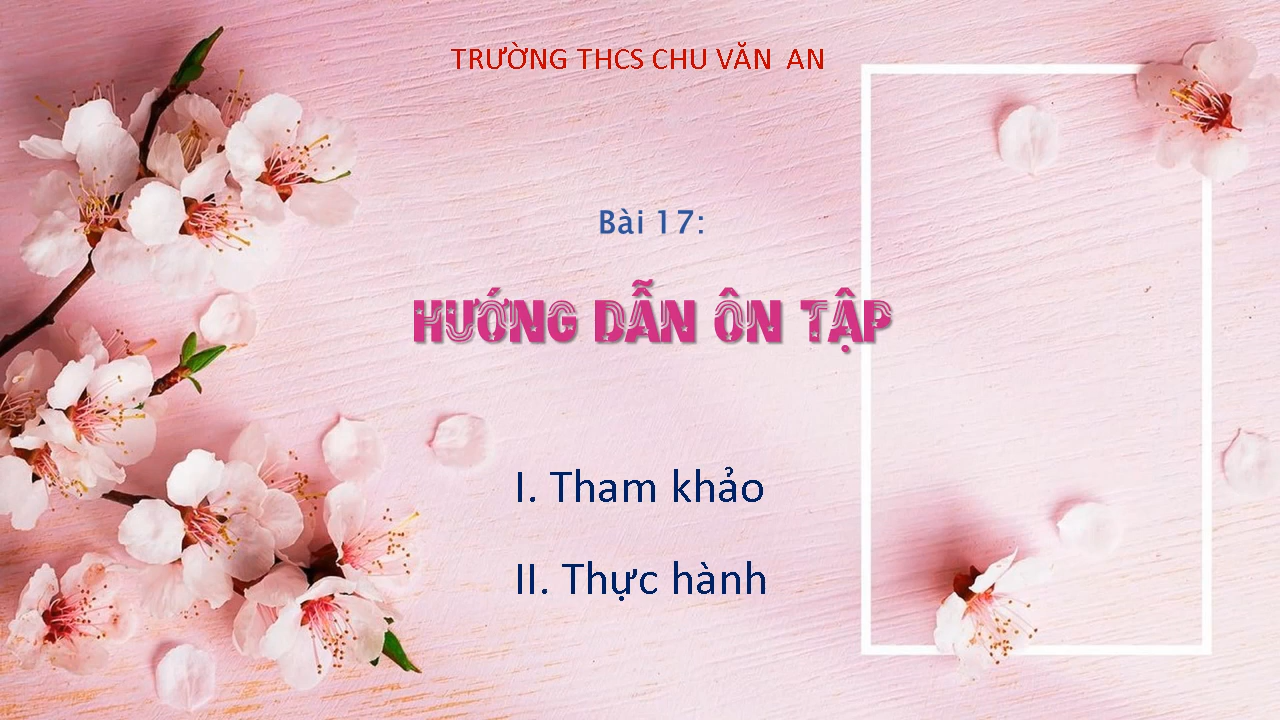 TRƯỜNG THCS CHU VĂN AN
Bài 17:
HƯỚNG DẪN ÔN TẬP
I. Tham khảo
II. Thực hành